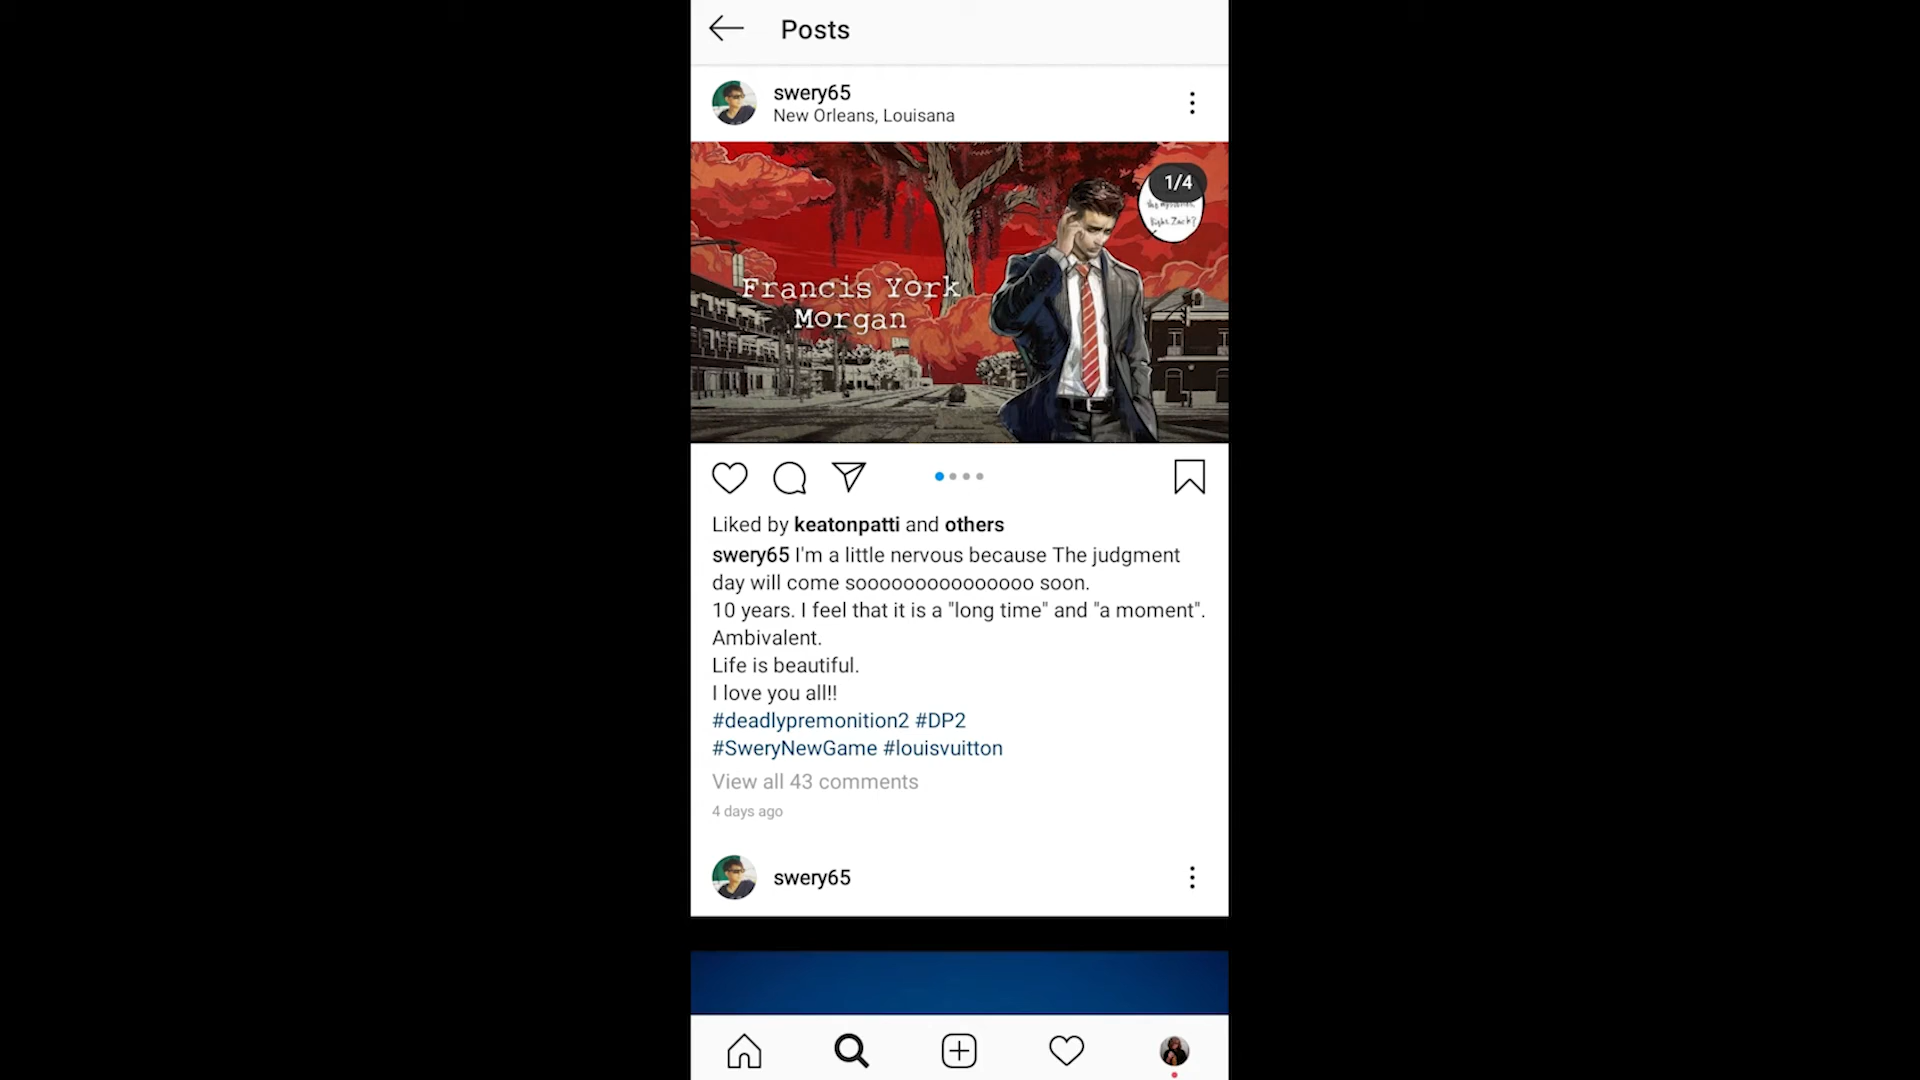 Posts
swery65
New Orleans, Louisana
1/4
Right Zach?
Francis York
Morgan
Liked by keatonpatti and others
swery65 I'm a little nervous because The judgment
day will come sooooooooooooooo soon.
10 years. I feel that it is a "long time" and "a moment".
Ambivalent.
Life is beautiful.
I love you all!!
#deadlypremonition2 #DP2
#SweryNewGame #louisvuitton
View all 43 comments
4 days ago
swery65